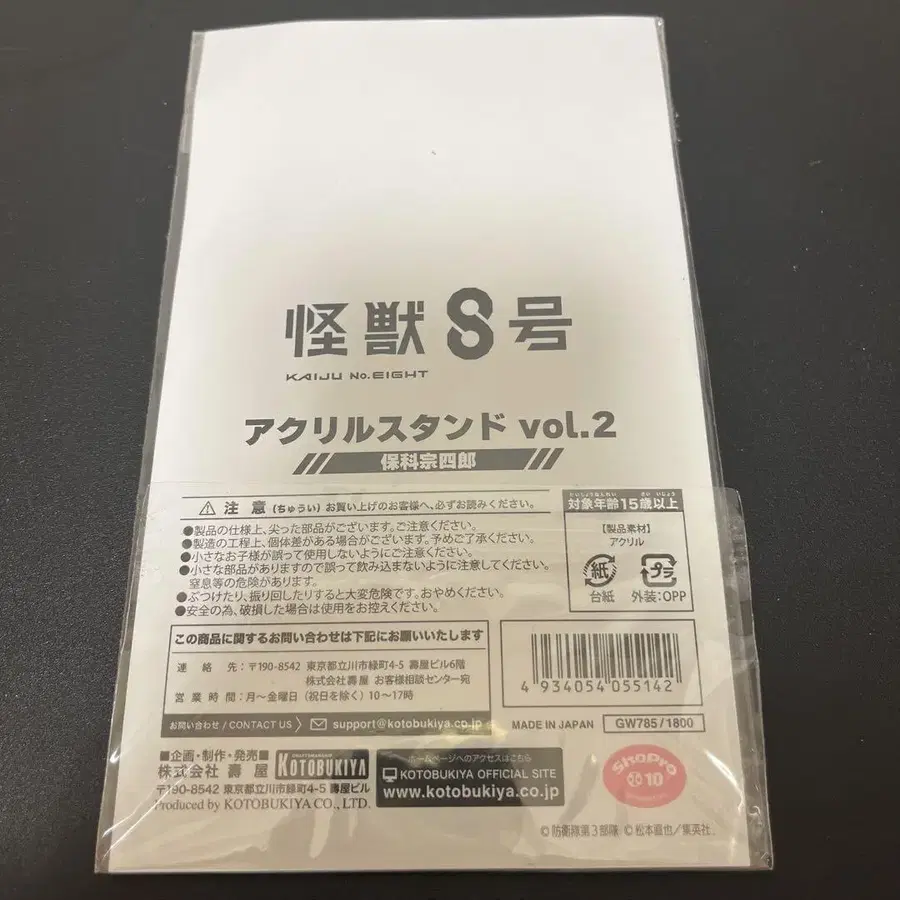 怪獣8号
KAIJU No.EIGHT
アクリルスタンド vol.2
保科宗四郎
注 意 (ちゅうい) お買い上げのお客様へ、必ずお読みください。
●製品の仕様上、尖った部品がございます。ご注意ください。
●製造の工程上、個体差がある場合がございます。予めご了承ください。
●小さなお子様が誤って使用しないようにご注意ください。
●小さな部品がありますので誤って飲み込まないように注意してください。
窒息等の危険があります。
●ぶつけたり、振り回したりすると大変危険です。おやめください。
●安全の為、破損した場合は使用をお控えください。
たいしょうねんれい さい いじょう
対象年齢15歳以上
【製品素材】
アクリル
紙 プラ
台紙 外装:OPP
この商品に関するお問い合わせは下記にお願いいたします
連 絡 先:〒190-8542 東京都立川市緑町4-5 壽屋ビル6階
株式会社壽屋 お客様相談センター宛
営業時間:月~金曜日(祝日を除く)10~17時
お問い合わせ / CONTACT US support@kotobukiya.co.jp
4 934054 055142
MADE IN JAPAN GW785/1800
■企画・制作・発売■
株式会社 壽屋 KOTOBUKIYA
〒190-8542 東京都立川市緑町4-5 壽屋ビル
Produced by KOTOBUKIYA CO., LTD.
ホームページへのアクセスはこちら
KOTOBUKIYA OFFICIAL SITE
www.kotobukiya.co.jp
ShoPro
10
© 防衛隊第3部隊 © 松本直也/集英社